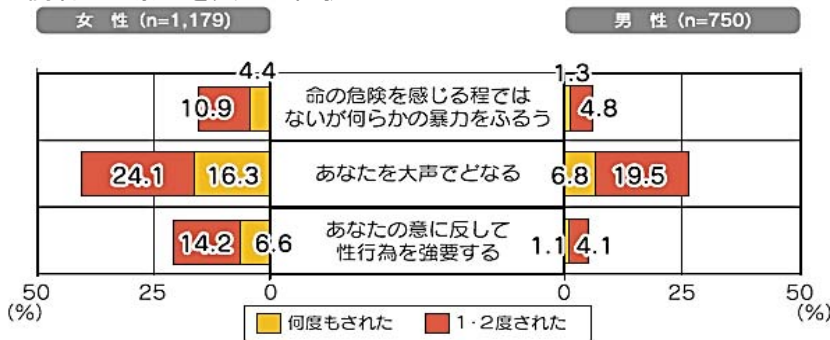 女 性 (n=1,179)
男 性 (n=750)
4.4
10.9
命の危険を感じる程では
ないが何らかの暴力をふるう
1.3
4.8
24.1
16.3
あなたを大声でどなる
6.8
19.5
14.2
6.6
あなたの意に反して
性行為を強要する
1.1
4.1
50
25
0
0
25
50
(%)
(%)
何度もされた
1・2度された